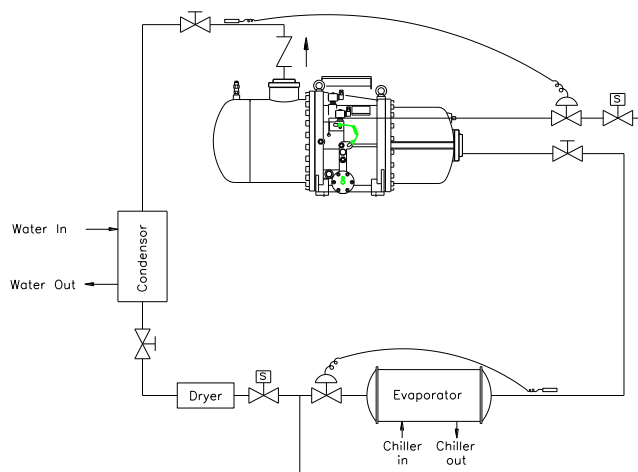 S
Water In
Condensor
Water Out
S
Dryer
Evaporator
Chiller
in
Chiller
out